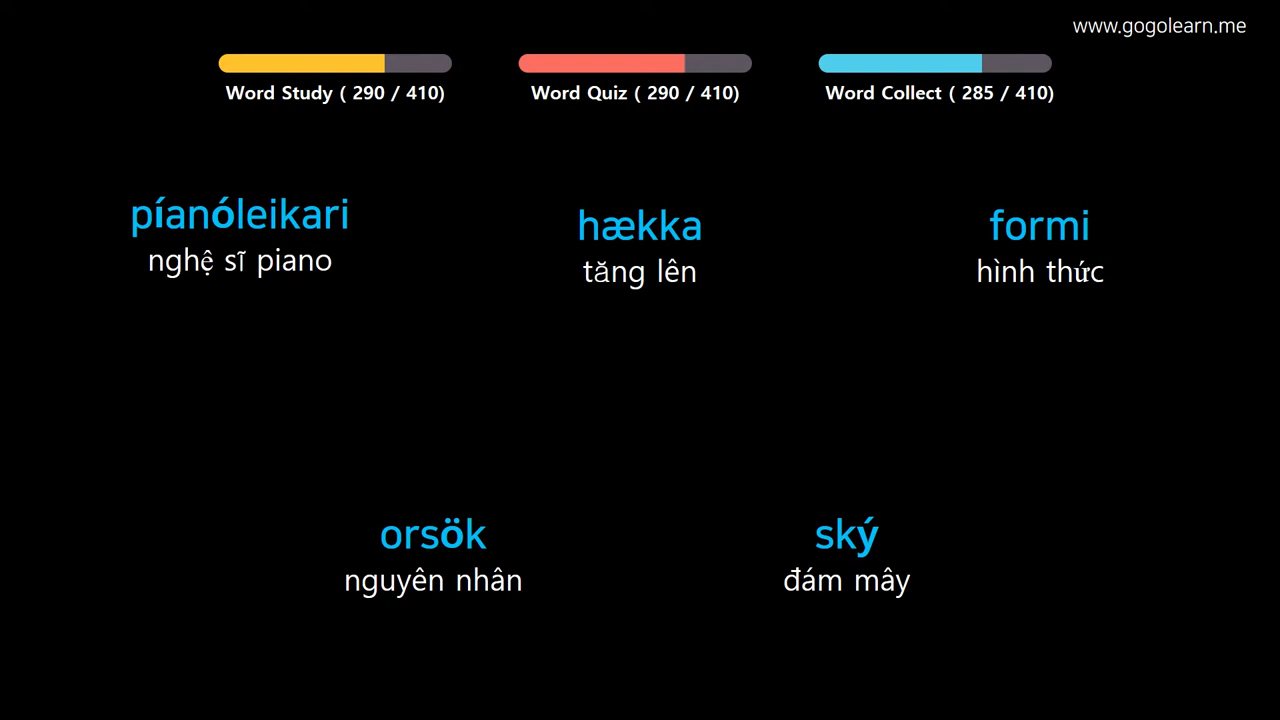 www.gogolearn.me
Word Study ( 290 / 410)
Word Quiz ( 290 / 410)
Word Collect ( 285 / 410)
píanóleikari
nghệ sĩ piano
hækka
tăng lên
formi
hình thức
orsök
nguyên nhân
ský
đám mây